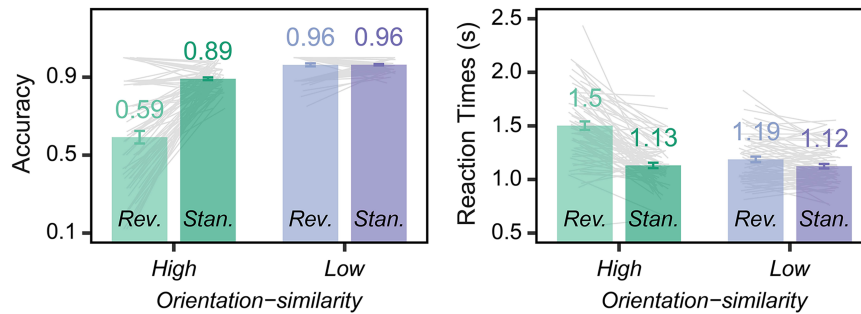 0.59
0.89
0.96
0.96
Accuracy
0.9
0.5
0.1
Rev.
Stan.
Rev.
Stan.
High
Low
Orientation−similarity
1.5
1.13
1.19
1.12
Reaction Times (s)
2.5
2.0
1.5
1.0
0.5
Rev.
Stan.
Rev.
Stan.
High
Low
Orientation−similarity